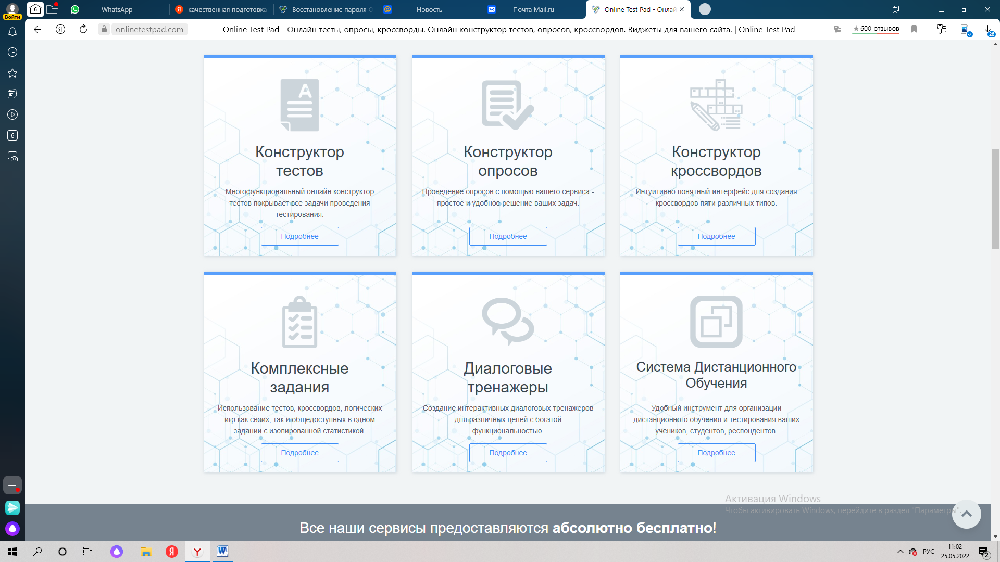 Войти
WhatsApp
качественная подготовка
Восстановление пароля
Новость
Почта Mail.ru
Online Test Pad - Онлай
onlinetestpad.com
Online Test Pad - Онлайн тесты, опросы, кроссворды. Онлайн конструктор тестов, опросов, кроссвордов. Виджеты для вашего сайта. | Online Test Pad
600 отзывов
26
6
6
Конструктор
тестов
Многофункциональный онлайн конструктор
тестов покрывает все задачи проведения
тестирования.
Подробнее
Конструктор
опросов
Проведение опросов с помощью нашего сервиса -
простое и удобное решение ваших задач.
Подробнее
Конструктор
кроссвордов
Интуитивно понятный интерфейс для создания
кроссвордов пяти различных типов.
Подробнее
Комплексные
задания
Использование тестов, кроссвордов, логических
игр как своих, так и общедоступных в одном
задании с изолированной статистикой.
Подробнее
Диалоговые
тренажеры
Создание интерактивных диалоговых тренажеров
для различных целей с богатой
функциональностью.
Подробнее
Система Дистанционного
Обучения
Удобный инструмент для организации
дистанционного обучения и тестирования ваших
учеников, студентов, респондентов.
Подробнее
Активация Windows
Чтобы активировать Windows, перейдите в раздел "Параметры".
Все наши сервисы предоставляются абсолютно бесплатно!
РУС
11:02
25.05.2022
2